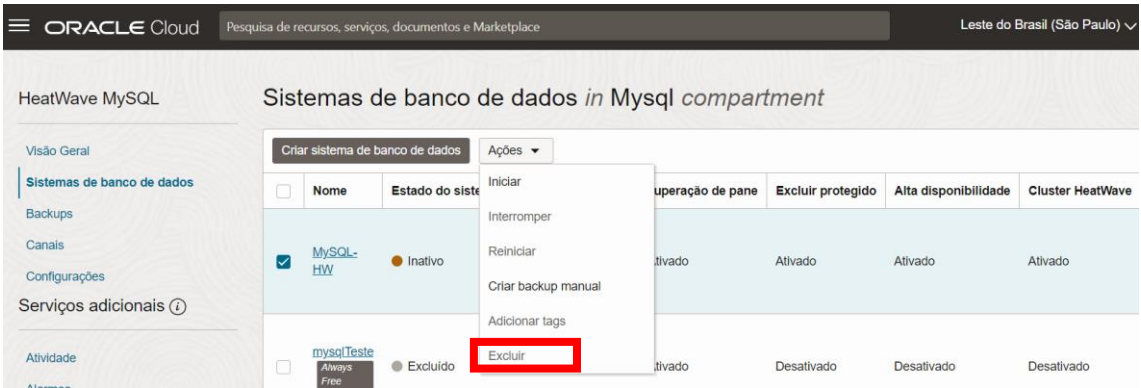 ORACLE Cloud
Pesquisa de recursos, serviços, documentos e Marketplace
Leste do Brasil (São Paulo)
HeatWave MySQL
Visão Geral
Sistemas de banco de dados
Backups
Canais
Configurações
Serviços adicionais
Atividade
Sistemas de banco de dados in Mysql compartment
Criar sistema de banco de dados
Ações
Iniciar
Interromper
Reiniciar
Criar backup manual
Adicionar tags
Excluir
Nome Estado do siste uperação de pane Excluir protegido Alta disponibilidade Cluster HeatWave
MySQL-
HW
Inativo tivado Ativado Ativado Ativado
mysqlTeste
Always
Free
Excluído tivado Desativado Desativado Desativado